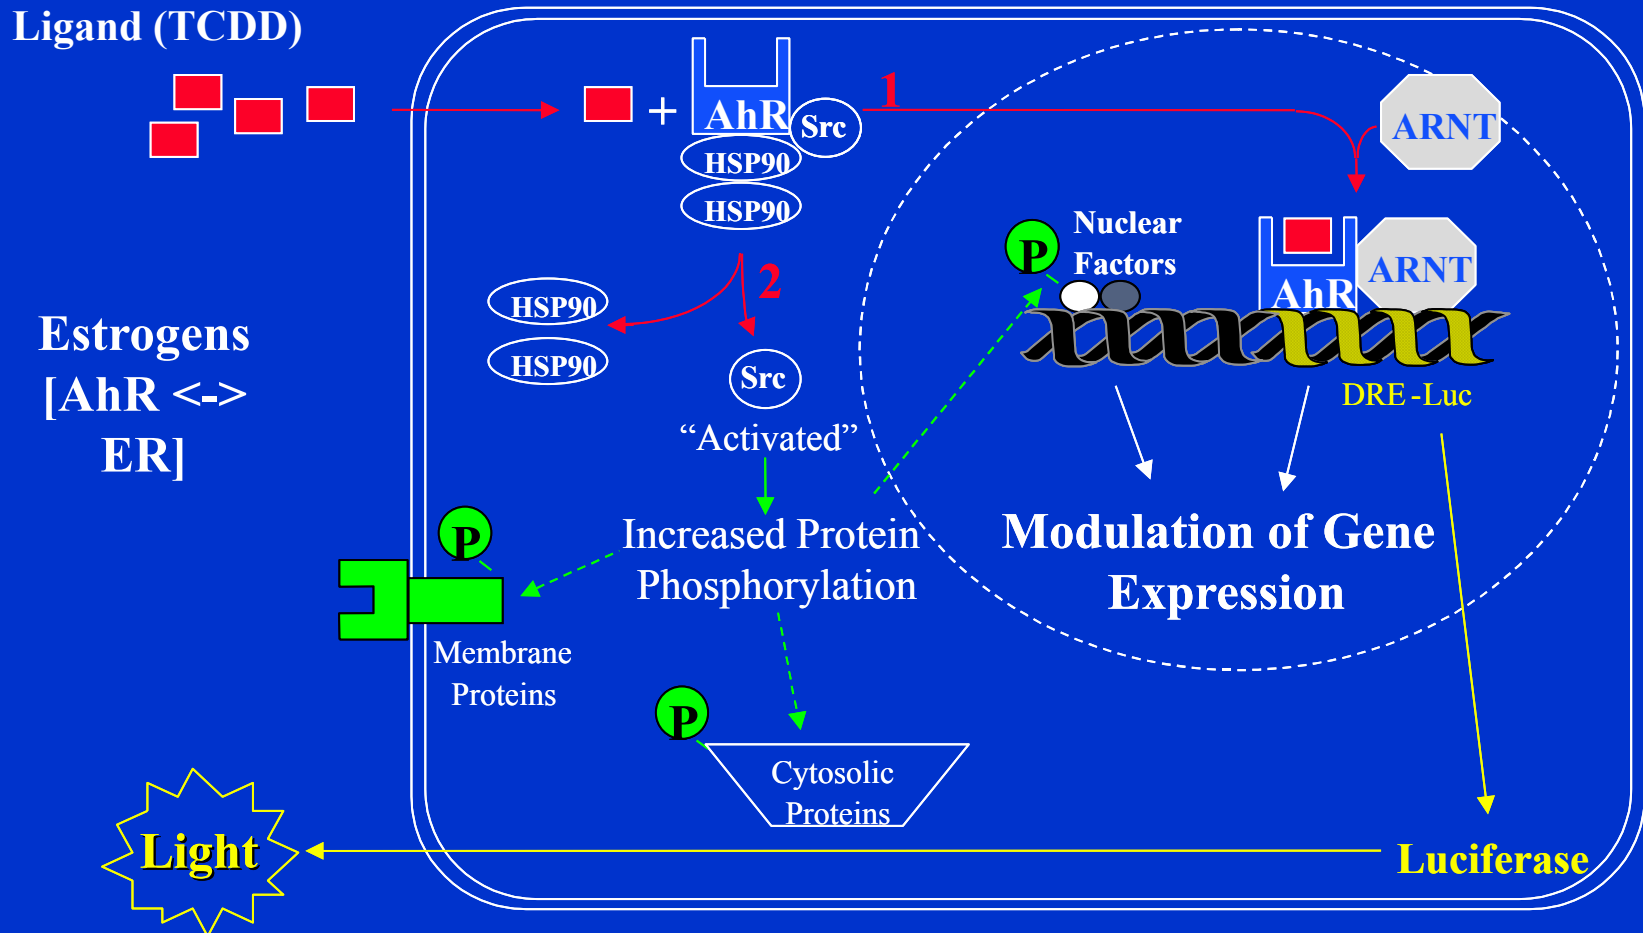 Ligand (TCDD)
+
AhR
Src
HSP90
HSP90
1
ARNT
2
HSP90
HSP90
Src
“Activated”
P
Nuclear
Factors
AhR
ARNT
DRE-Luc
Estrogens
[AhR <->
ER]
Increased Protein
Phosphorylation
Modulation of Gene
Expression
P
Membrane
Proteins
P
Cytosolic
Proteins
Light
Luciferase